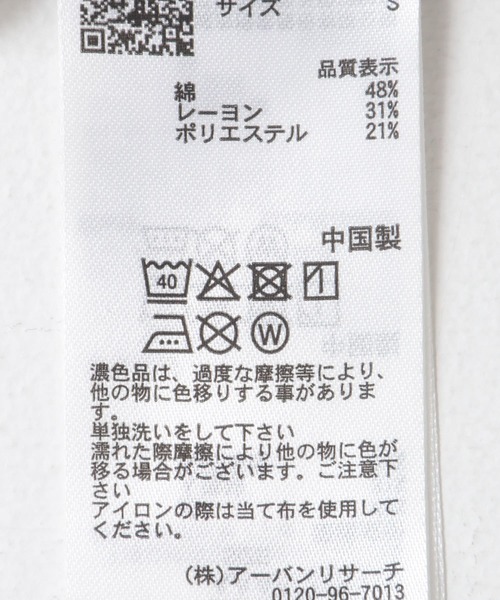 サイズ S
品質表示
綿 48%
レーヨン 31%
ポリエステル 21%
中国製
40
W
濃色品は、過度な摩擦等により、
他の物に色移りする事がありま
す。
単独洗いをして下さい
濡れた際摩擦により他の物に色が
移る場合がございます。ご注意下
さい
アイロンの際は当て布を使用して
ください。
(株)アーバンリサーチ
0120-96-7013